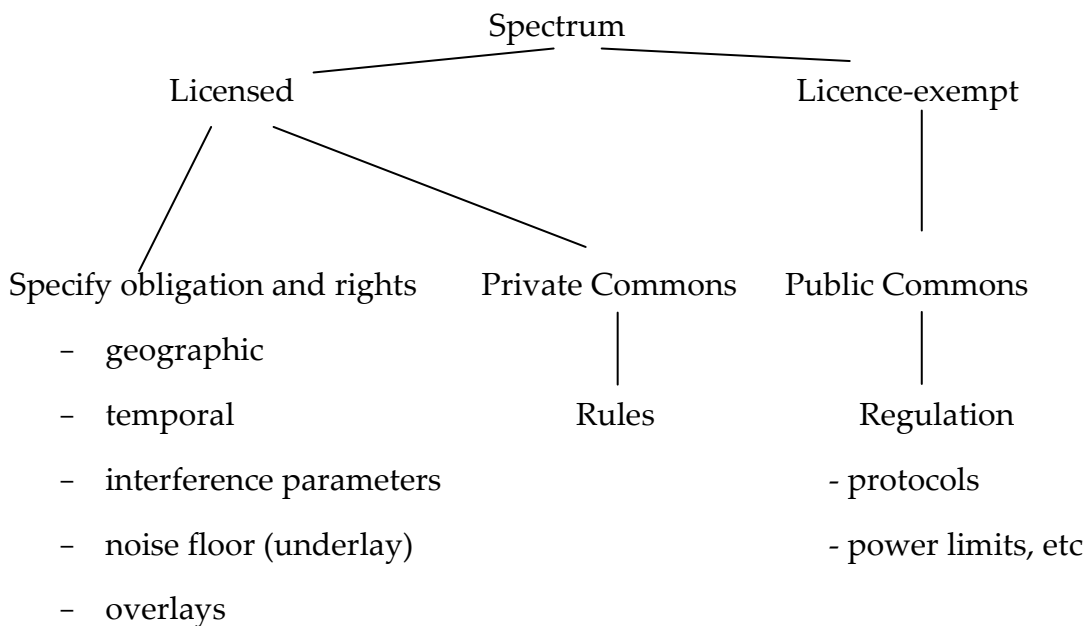 Spectrum
Licensed
Licence-exempt
Specify obligation and rights
– geographic
– temporal
– interference parameters
– noise floor (underlay)
– overlays
Private Commons
Rules
Public Commons
Regulation
- protocols
- power limits, etc